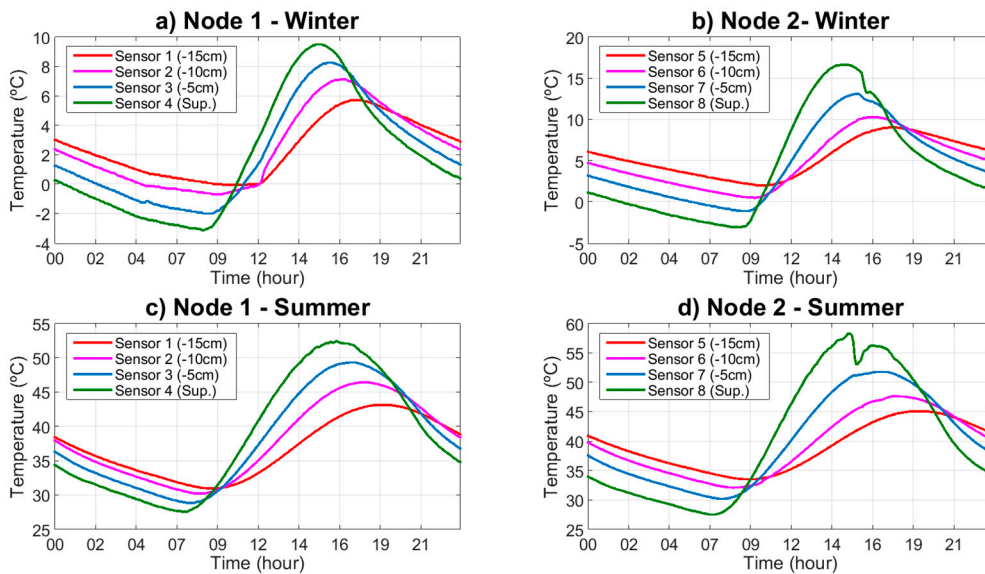 a) Node 1 - Winter
Temperature (ºC)
10
8
6
4
2
0
-2
-4
Sensor 1 (-15cm)
Sensor 2 (-10cm)
Sensor 3 (-5cm)
Sensor 4 (Sup.)
00 02 04 07 09 12 14 16 19 21
Time (hour)
b) Node 2- Winter
Temperature (ºC)
20
15
10
5
0
-5
Sensor 5 (-15cm)
Sensor 6 (-10cm)
Sensor 7 (-5cm)
Sensor 8 (Sup.)
00 02 04 07 09 12 14 16 19 21
Time (hour)
c) Node 1 - Summer
Temperature (ºC)
55
50
45
40
35
30
25
Sensor 1 (-15cm)
Sensor 2 (-10cm)
Sensor 3 (-5cm)
Sensor 4 (Sup.)
00 02 04 07 09 12 14 16 19 21
Time (hour)
d) Node 2 - Summer
Temperature (ºC)
60
55
50
45
40
35
30
25
Sensor 5 (-15cm)
Sensor 6 (-10cm)
Sensor 7 (-5cm)
Sensor 8 (Sup.)
00 02 04 07 09 12 14 16 19 21
Time (hour)